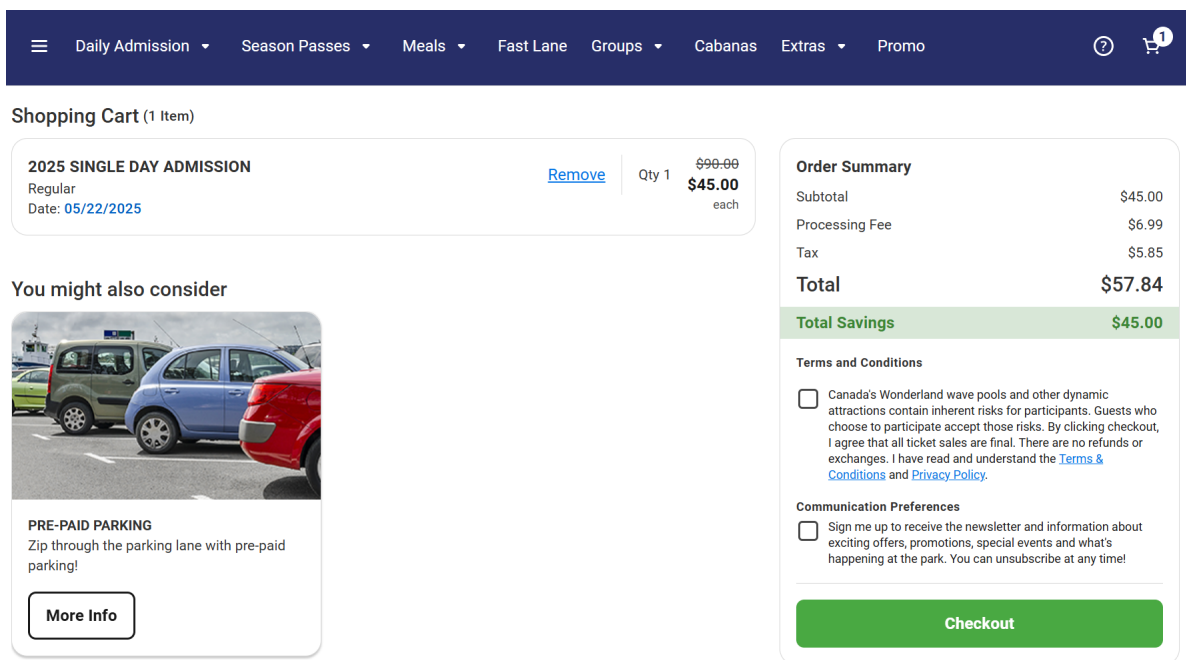 Daily Admission Season Passes Meals Fast Lane Groups Cabanas Extras Promo ? 1
Shopping Cart (1 Item)
2025 SINGLE DAY ADMISSION
Regular
Date: 05/22/2025
Remove
Qty 1
$90.00
$45.00
each
You might also consider
PRE-PAID PARKING
Zip through the parking lane with pre-paid
parking!
More Info
Order Summary
Subtotal $45.00
Processing Fee $6.99
Tax $5.85
Total $57.84
Total Savings $45.00
Terms and Conditions
Canada's Wonderland wave pools and other dynamic
attractions contain inherent risks for participants. Guests who
choose to participate accept those risks. By clicking checkout,
I agree that all ticket sales are final. There are no refunds or
exchanges. I have read and understand the Terms &
Conditions and Privacy Policy.
Communication Preferences
Sign me up to receive the newsletter and information about
exciting offers, promotions, special events and what's
happening at the park. You can unsubscribe at any time!
Checkout